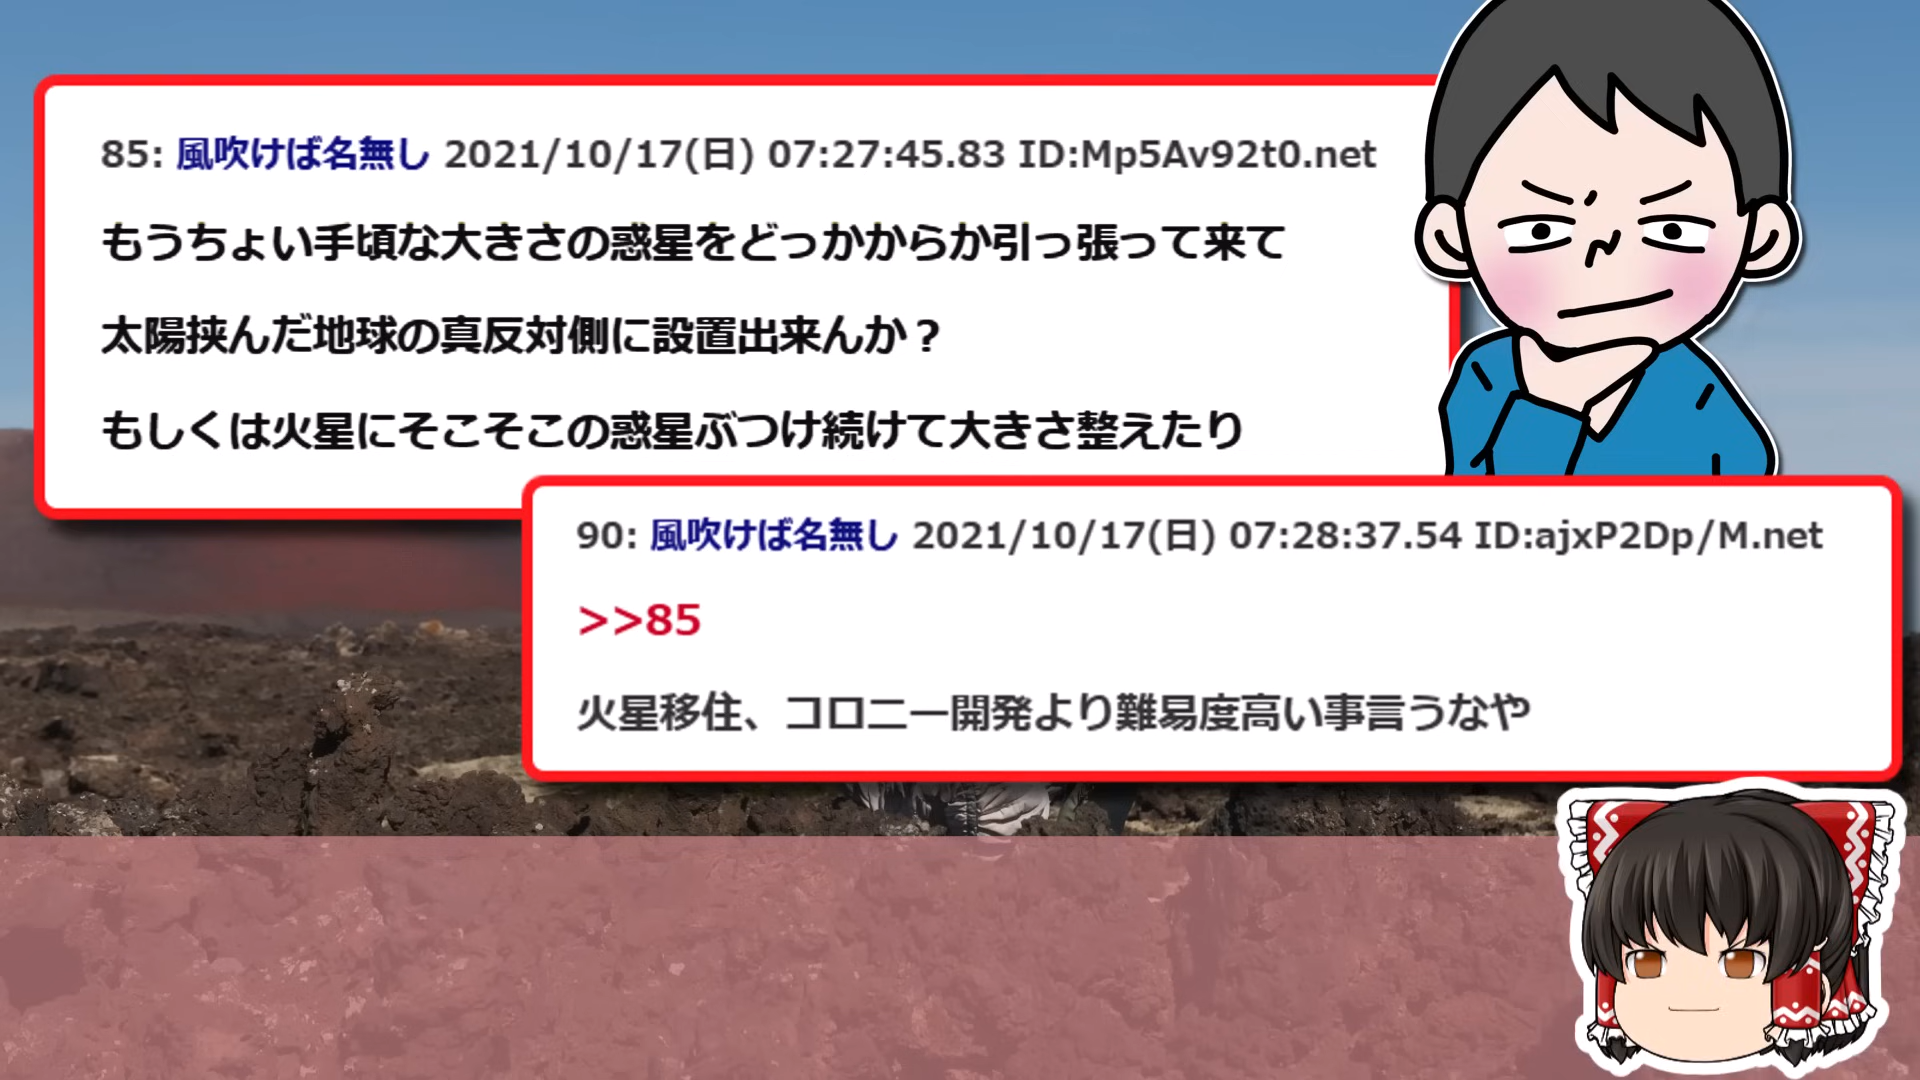 85: 風吹けば名無し 2021/10/17(日) 07:27:45.83 ID:Mp5Av92t0.net
もうちょい手頃な大きさの惑星をどっかからか引っ張って来て
太陽挟んだ地球の真反対側に設置出来んか？
もしくは火星にそこそこの惑星ぶつけ続けて大きさ整えたり
90: 風吹けば名無し 2021/10/17(日) 07:28:37.54 ID:ajxP2Dp/M.net
>>85
火星移住、コロニー開発より難易度高い事言うなや